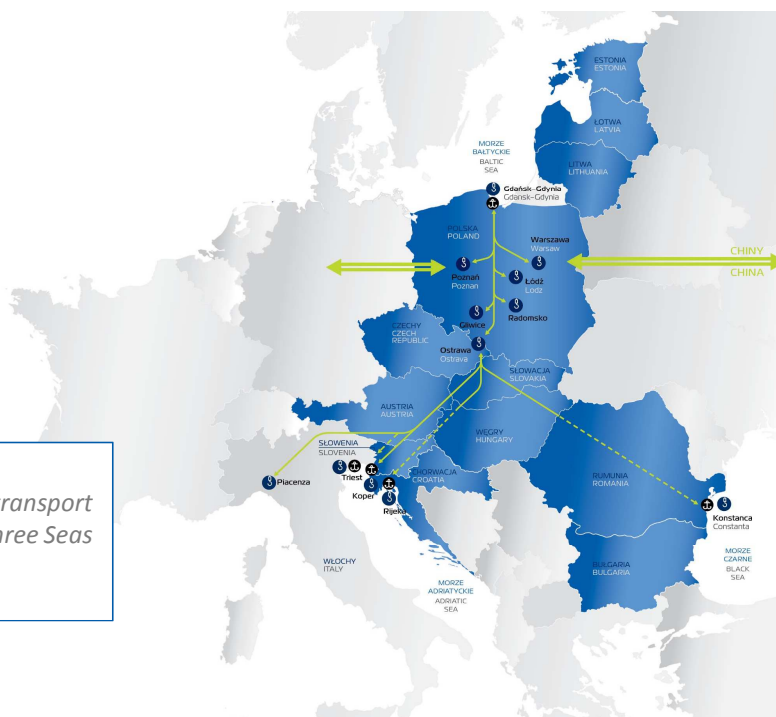 ESTONIA
ESTONIA
ŁOTWA
LATVIA
LITWA
LITHUANIA
MORZE
BAŁTYCKIE
BALTIC
SEA
Gdańsk-Gdynia
Gdansk-Gdynia
POLSKA
POLAND
Warszawa
Warsaw
CHINY
CHINA
Poznań
Poznan
Łódź
Lodz
Gliwice
Radomsko
CZECHY
CZECH
REPUBLIC
Ostrawa
Ostrava
SŁOWACJA
SLOVAKIA
AUSTRIA
AUSTRIA
WĘGRY
HUNGARY
SŁOWENIA
SLOVENIA
CHORWACJA
CROATIA
RUMUNIA
ROMANIA
Piacenza
Triest
Koper
Rijeka
transport
hree Seas
Konstanca
Constanta
WŁOCHY
ITALY
MORZE
ADRIATYCKIE
ADRIATIC
SEA
BUŁGARIA
BULGARIA
MORZE
CZARNE
BLACK
SEA